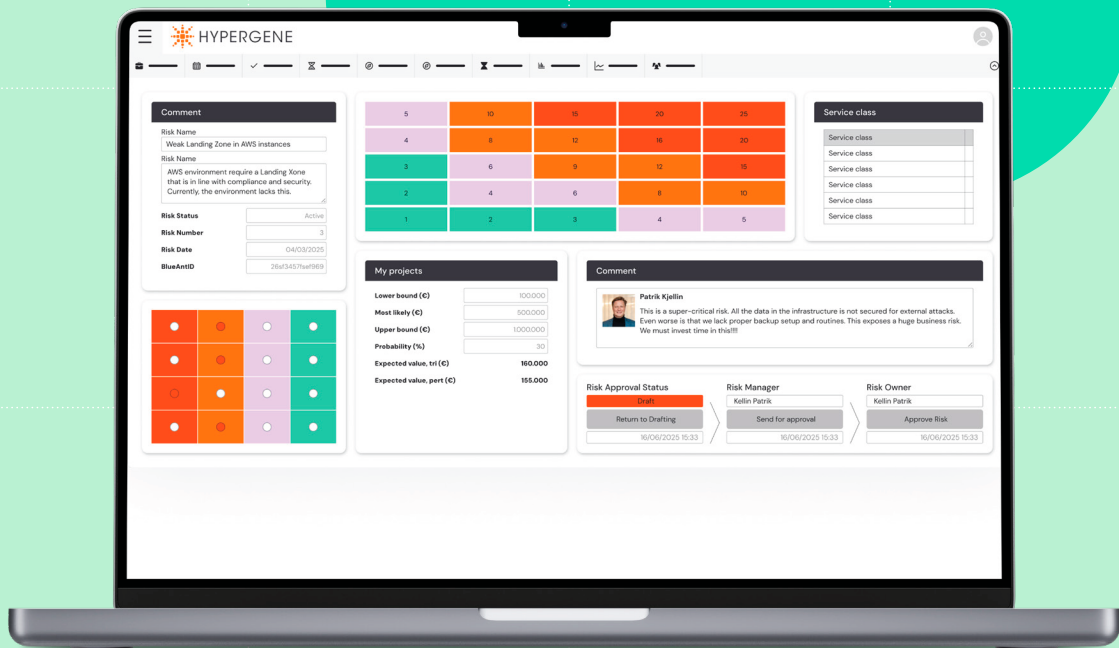 HYPERGENE
Comment
Risk Name
Weak Landing Zone in AWS instances
Risk Name
AWS environment require a Landing Xone
that is in line with compliance and security.
Currently, the environment lacks this.
Risk Status Active
Risk Number 3
Risk Date 04/03/2025
BlueAntID 26sf3457fsef969
5 10 15 20 25
4 8 12 16 20
3 6 9 12 15
2 4 6 8 10
1 2 3 4 5
Service class
Service class
Service class
Service class
Service class
Service class
Service class
My projects
Lower bound (€) 100.000
Most likely (€) 500.000
Upper bound (€) 1.000.000
Probability (%) 30
Expected value, tri (€) 160.000
Expected value, pert (€) 155.000
Comment
Patrik Kjellin
This is a super-critical risk. All the data in the infrastructure is not secured for external attacks.
Even worse is that we lack proper backup setup and routines. This exposes a huge business risk.
We must invest time in this!!!!
Risk Approval Status
Draft
Return to Drafting
16/06/2025 15:33
Risk Manager
Kellin Patrik
Send for approval
16/06/2025 15:33
Risk Owner
Kellin Patrik
Approve Risk
16/06/2025 15:33